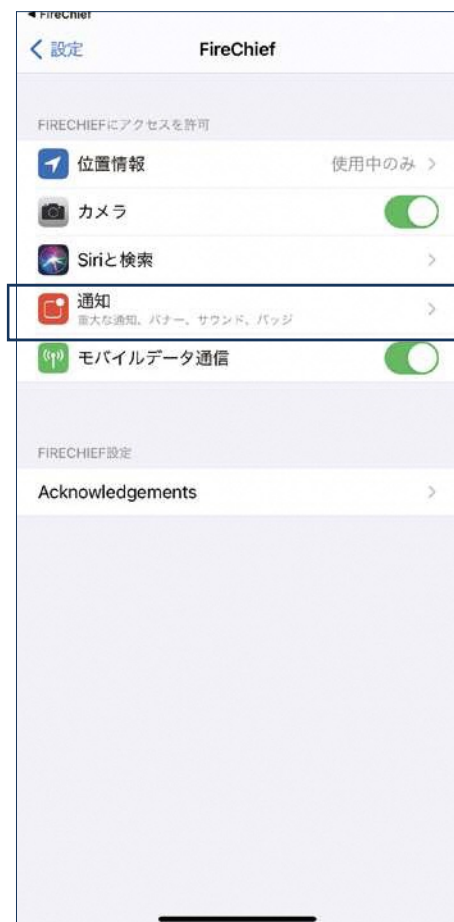 ◀ FireChief
設定
FireChief
FIRECHIEFにアクセスを許可
位置情報
使用中のみ
カメラ
Siriと検索
通知
重大な通知、バナー、サウンド、バッジ
モバイルデータ通信
FIRECHIEF設定
Acknowledgements